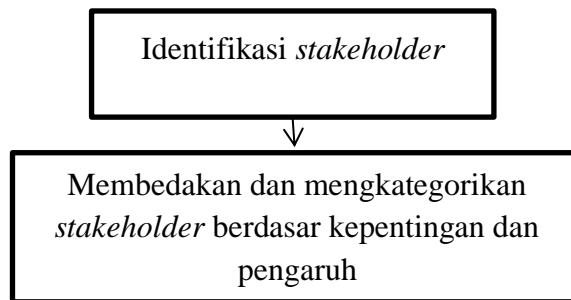 Identifikasi stakeholder
Membedakan dan mengkategorikan
stakeholder berdasar kepentingan dan
pengaruh